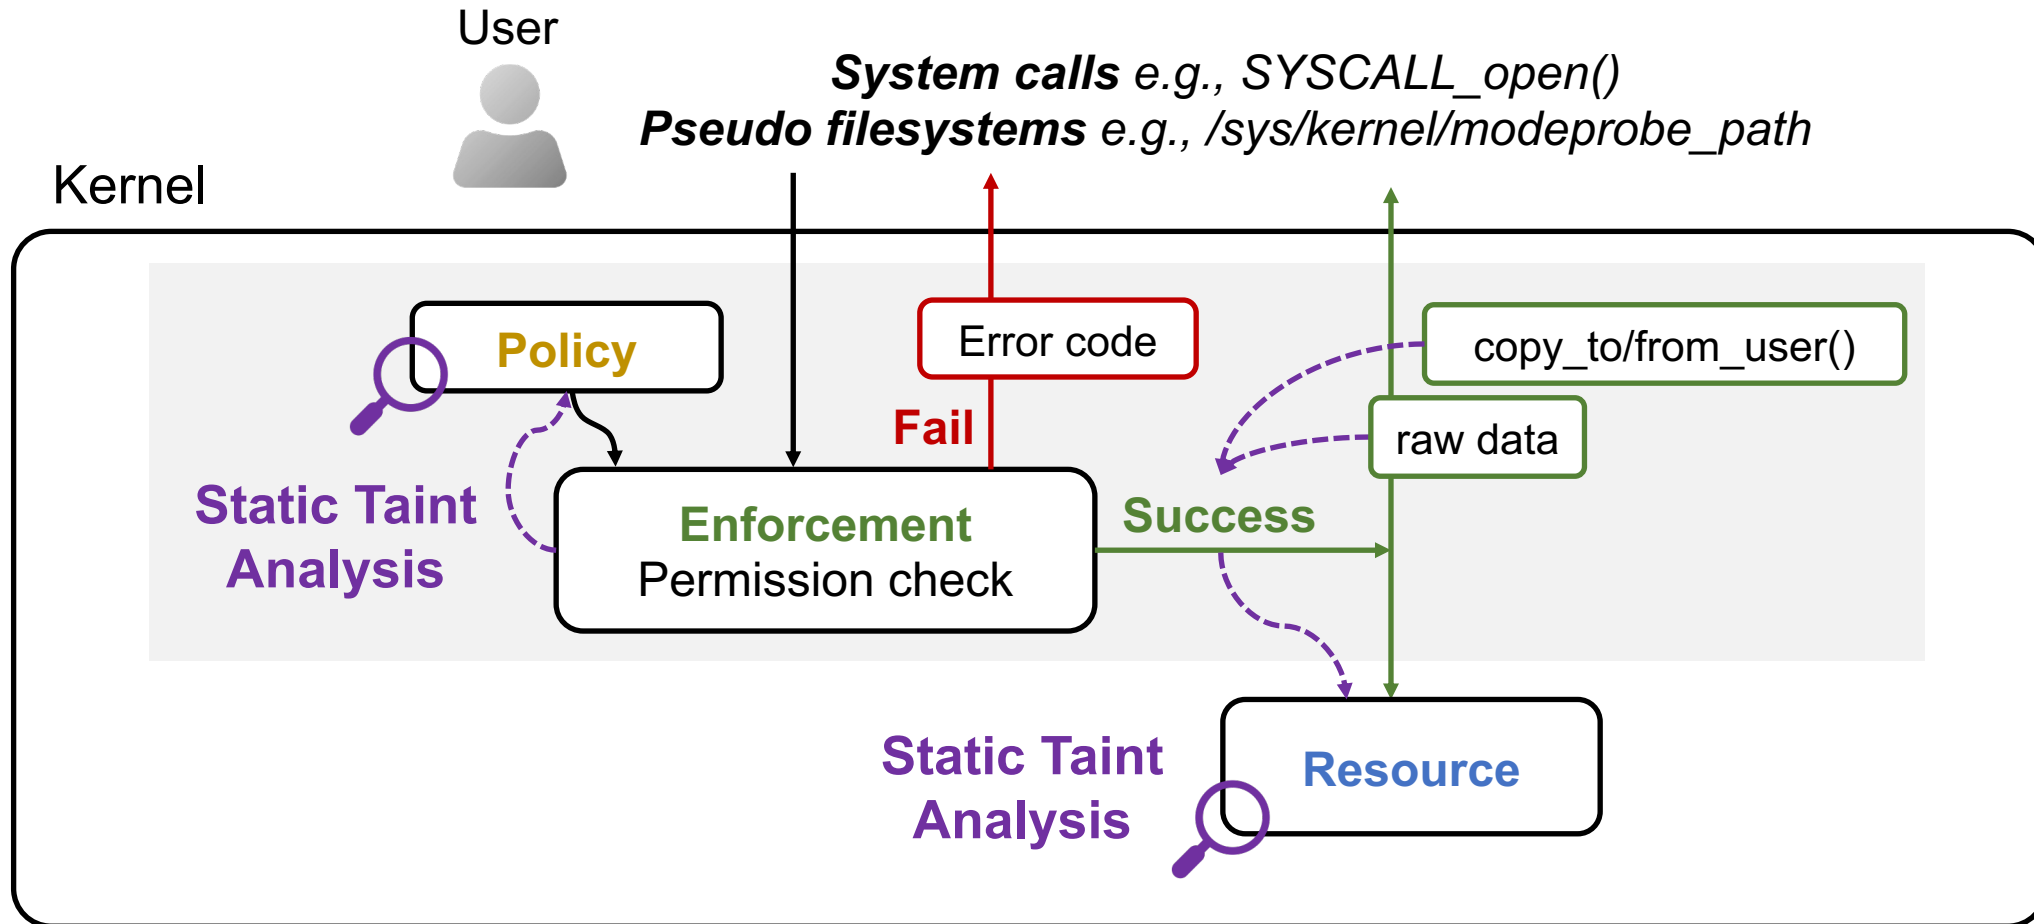 User
System calls e.g., SYSCALL_open()
Pseudo filesystems e.g., /sys/kernel/modeprobe_path
Kernel
Policy
Error code
copy_to/from_user()
Fail
raw data
Static Taint
Analysis
Success
Enforcement
Permission check
Static Taint
Analysis
Resource